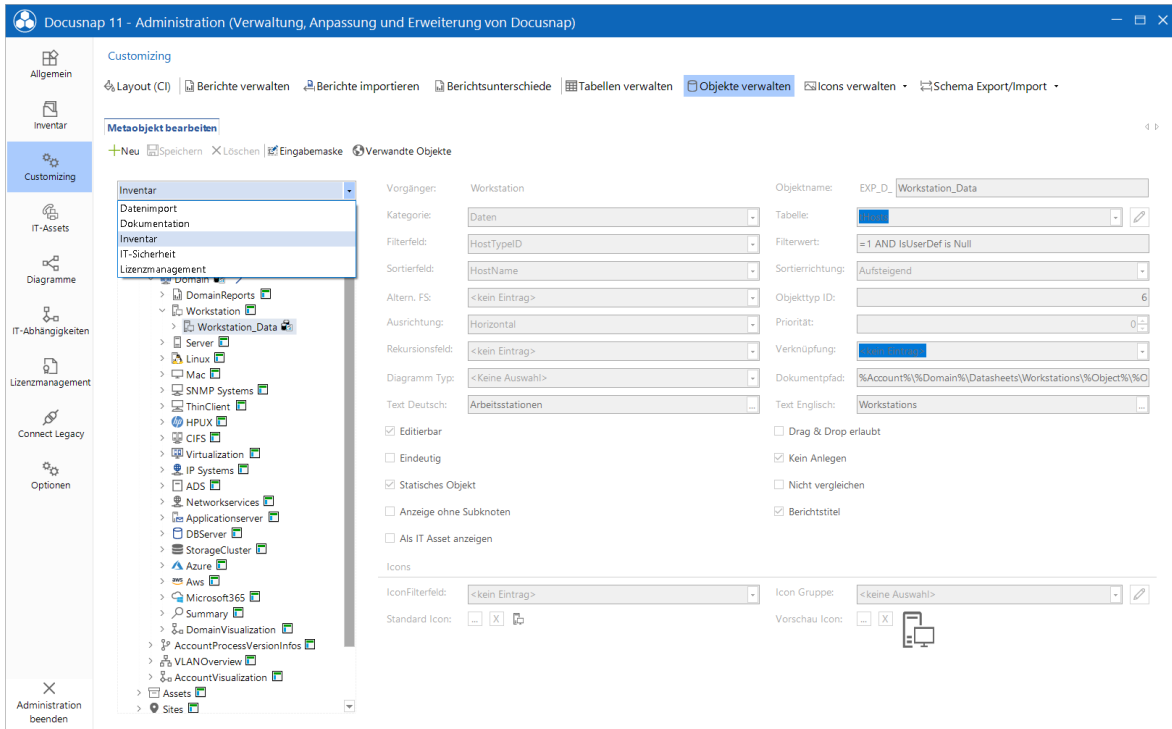 Docusnap 11 - Administration (Verwaltung, Anpassung und Erweiterung von Docusnap)
Allgemein
Inventar
Customizing
IT-Assets
Diagramme
IT-Abhängigkeiten
Lizenzmanagement
Connect Legacy
Optionen
Administration
beenden
Customizing
Layout (CI) Berichte verwalten Berichte importieren Berichtsunterschiede Tabellen verwalten Objekte verwalten Icons verwalten Schema Export/Import
Metaobjekt bearbeiten
Neu Speichern Löschen Eingabemaske Verwandte Objekte
Inventar
Datenimport
Dokumentation
Inventar
IT-Sicherheit
Lizenzmanagement
Domain
DomainReports
Workstation
Workstation_Data
Server
Linux
Mac
SNMP Systems
ThinClient
HPUX
CIFS
Virtualization
IP Systems
ADS
Networkservices
Applicationserver
DBServer
StorageCluster
Azure
aws Aws
Microsoft365
Summary
DomainVisualization
AccountProcessVersionInfos
VLANOverview
AccountVisualization
Assets
Sites
Vorgänger: Workstation Objektname: EXP_D_ Workstation_Data
Kategorie: Daten Tabelle: tHosts
Filterfeld: HostTypeID Filterwert: =1 AND IsUserDef is Null
Sortierfeld: HostName Sortierrichtung: Aufsteigend
Altern. FS: <kein Eintrag> Objekttyp ID: 6
Ausrichtung: Horizontal Priorität: 0
Rekursionsfeld: <kein Eintrag> Verknüpfung: <kein Eintrag>
Diagramm Typ: <Keine Auswahl> Dokumentpfad: %Account%\%Domain%\Datasheets\Workstations\%Object%\%O
Text Deutsch: Arbeitsstationen ... Text Englisch: Workstations ...
Editierbar Drag & Drop erlaubt
Eindeutig Kein Anlegen
Statisches Objekt Nicht vergleichen
Anzeige ohne Subknoten Berichtstitel
Als IT Asset anzeigen
Icons
IconFilterfeld: <kein Eintrag> Icon Gruppe: <keine Auswahl>
Standard Icon: ... X Vorschau Icon: ... X